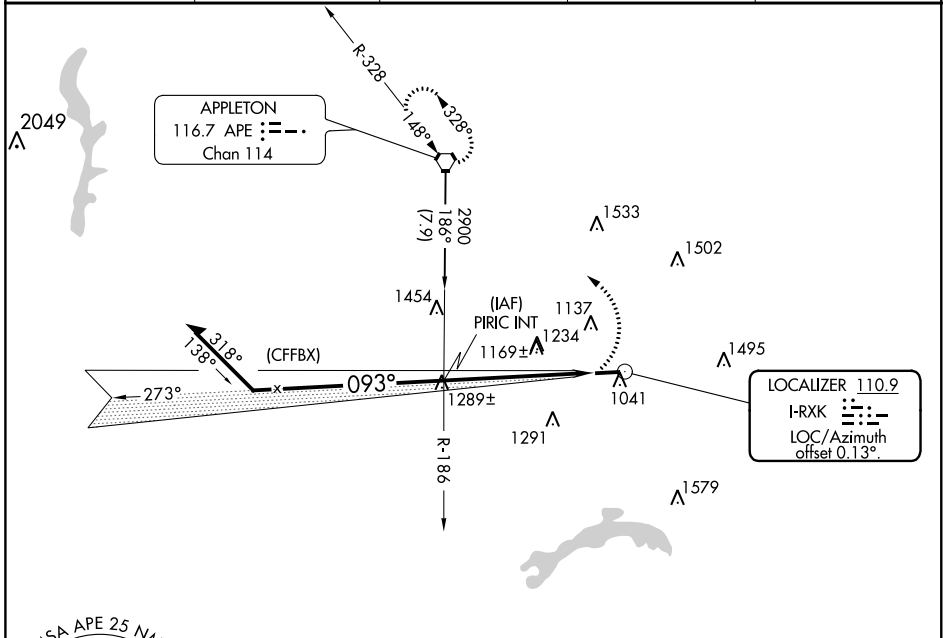 R-328
2049
APPLETON
116.7 APE
Chan 114
148°
328°
2900
186°
(7.9)
1533
1502
1454
(IAF)
PIRIC INT
1137
1234
1169±
1495
318°
138°
(CFFBX)
x
093°
273°
1289±
1041
LOCALIZER 110.9
I-RXK
LOC/Azimuth
offset 0.13°.
1291
R-186
1579
SA APE 25